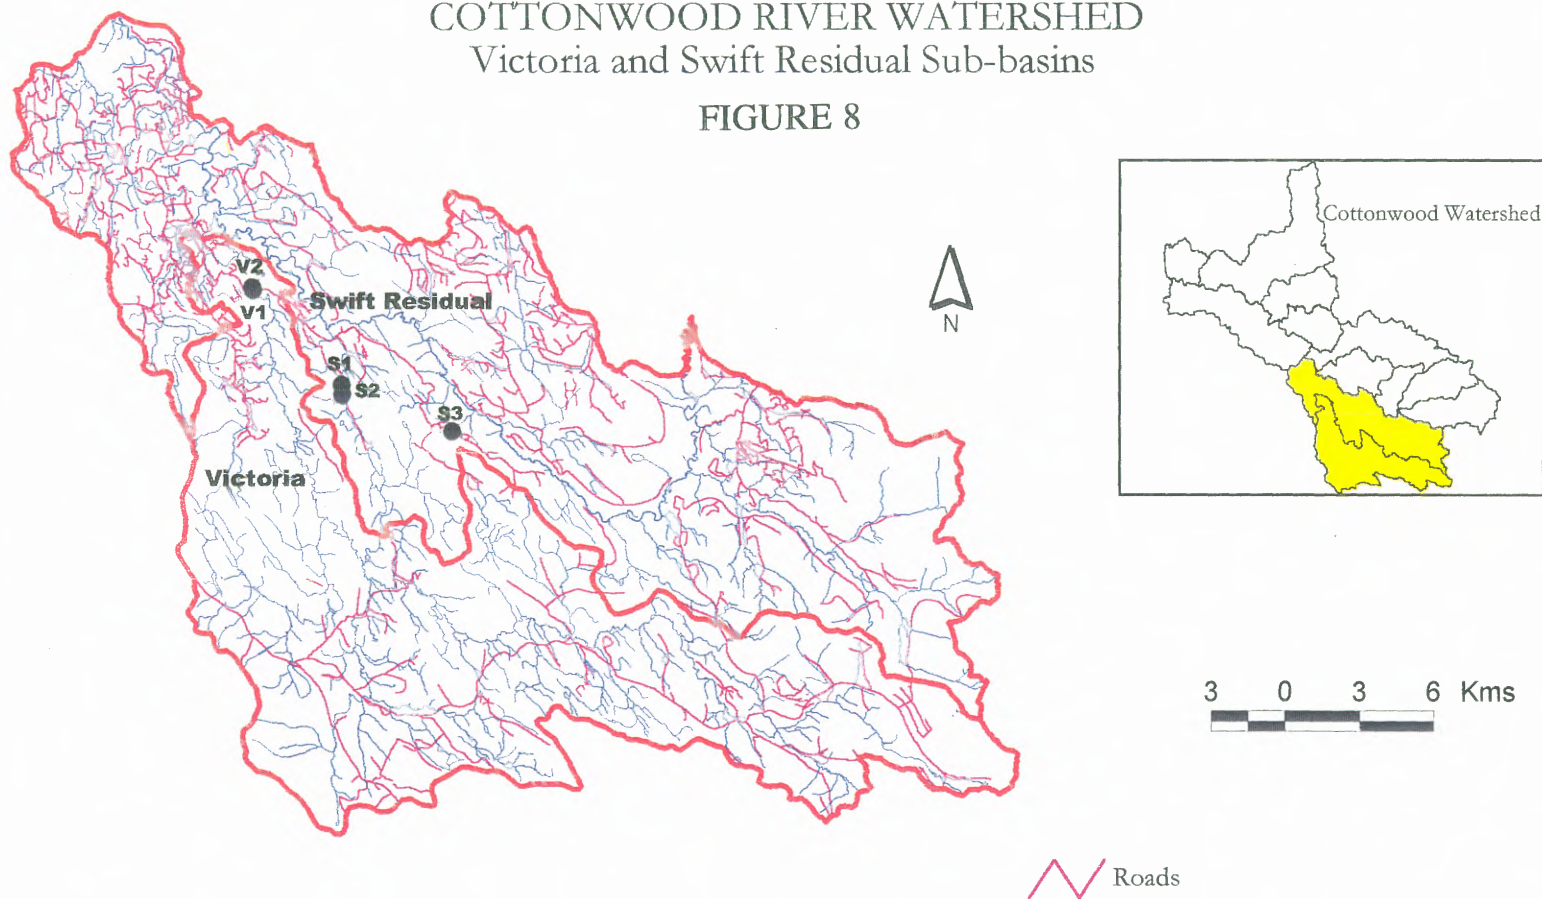 COTTONWOOD RIVER WATERSHED
Victoria and Swift Residual Sub-basins
FIGURE 8
Cottonwood Watershed
V2
V1
Swift Residual
N
S1
S2
S3
Victoria
3 0 3 6 Kms
Roads